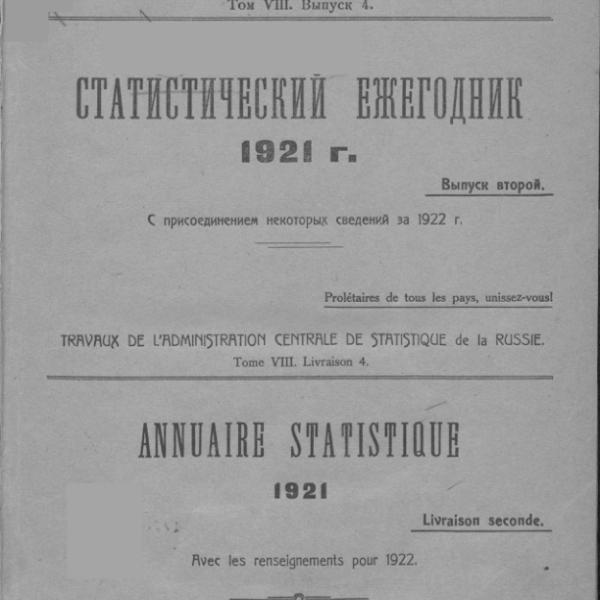 Том VIII. Выпуск 4.
СТАТИСТИЧЕСКИЙ ЕЖЕГОДНИК
1921 г.
Выпуск второй.
С присоединением некоторых сведений за 1922 г.
Prolétaires de tous les pays, unissez-vous!
TRAVAUX DE L'ADMINISTRATION CENTRALE DE STATISTIQUE de la RUSSIE.
Tome VIII. Livraison 4.
ANNUAIRE STATISTIQUE
1921
Livraison seconde.
Avec les renseignements pour 1922.